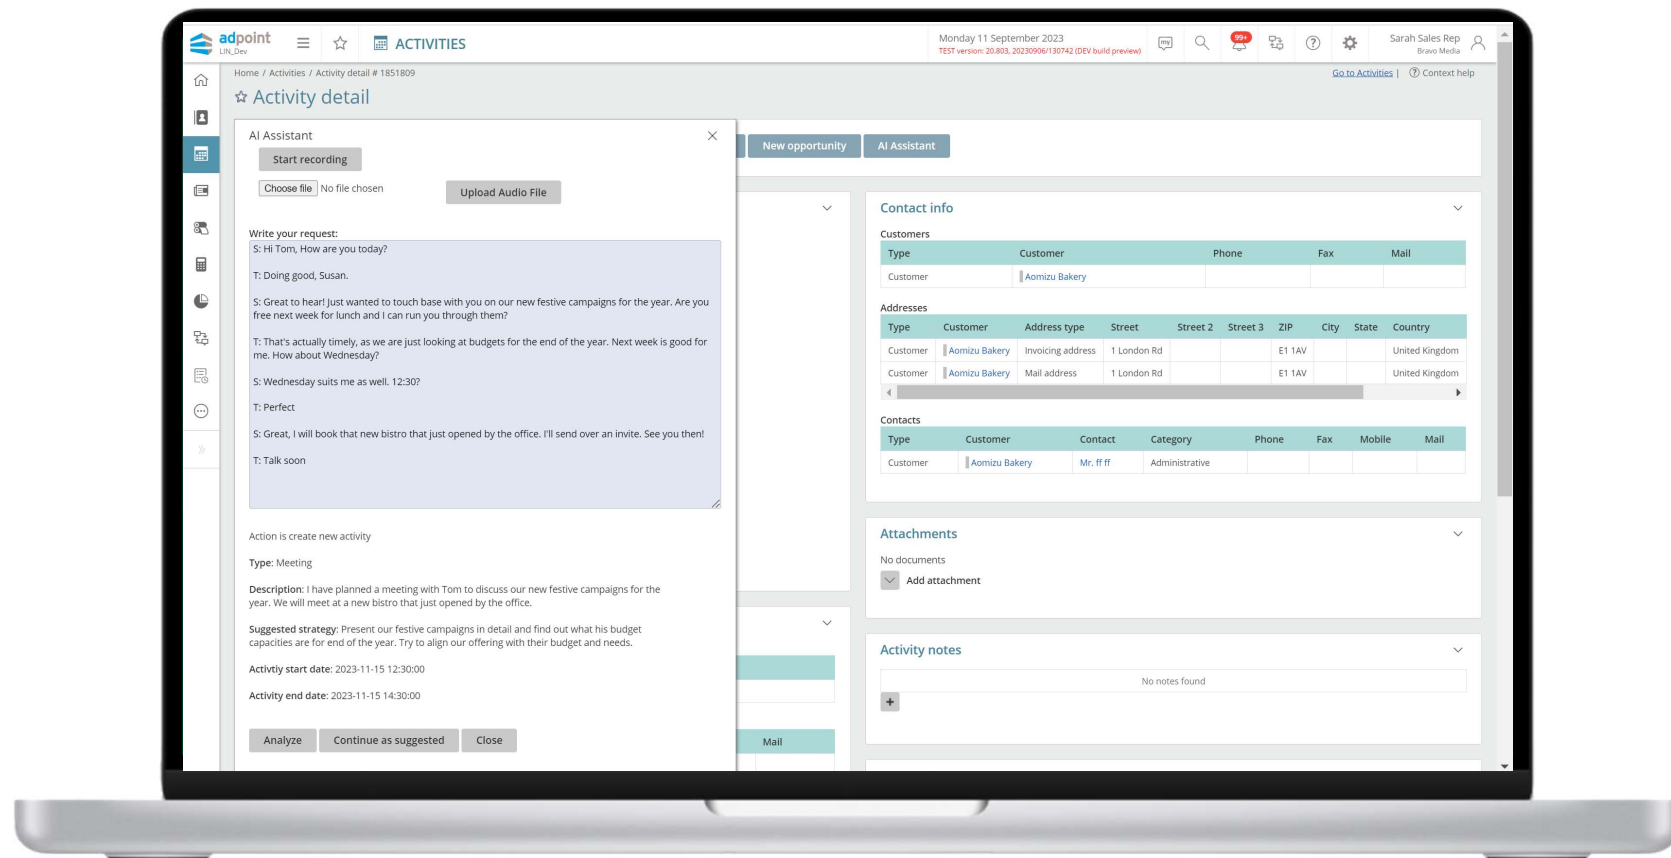 adpoint
LIN_Dev
ACTIVITIES
Monday 11 September 2023
TEST version: 20.803, 20230906/130742 (DEV build preview)
my
99+
Sarah Sales Rep
Bravo Media
Home / Activities / Activity detail # 1851809
Go to Activities |
Context help
Activity detail
AI Assistant
Start recording
Choose file No file chosen
Upload Audio File
Write your request:
S: Hi Tom, How are you today?
T: Doing good, Susan.
S: Great to hear! Just wanted to touch base with you on our new festive campaigns for the year. Are you
free next week for lunch and I can run you through them?
T: That's actually timely, as we are just looking at budgets for the end of the year. Next week is good for
me. How about Wednesday?
S: Wednesday suits me as well. 12:30?
T: Perfect
S: Great, I will book that new bistro that just opened by the office. I'll send over an invite. See you then!
T: Talk soon
Action is create new activity
Type: Meeting
Description: I have planned a meeting with Tom to discuss our new festive campaigns for the
year. We will meet at a new bistro that just opened by the office.
Suggested strategy: Present our festive campaigns in detail and find out what his budget
capacities are for end of the year. Try to align our offering with their budget and needs.
Activtiy start date: 2023-11-15 12:30:00
Activity end date: 2023-11-15 14:30:00
Analyze Continue as suggested Close
New opportunity AI Assistant
Mail
Contact info
Customers
Type Customer Phone Fax Mail
Customer Aomizu Bakery
Addresses
Type Customer Address type Street Street 2 Street 3 ZIP City State Country
Customer Aomizu Bakery Invoicing address 1 London Rd E1 1AV United Kingdom
Customer Aomizu Bakery Mail address 1 London Rd E1 1AV United Kingdom
Contacts
Type Customer Contact Category Phone Fax Mobile Mail
Customer Aomizu Bakery Mr. ff ff Administrative
Attachments
No documents
Add attachment
Activity notes
No notes found